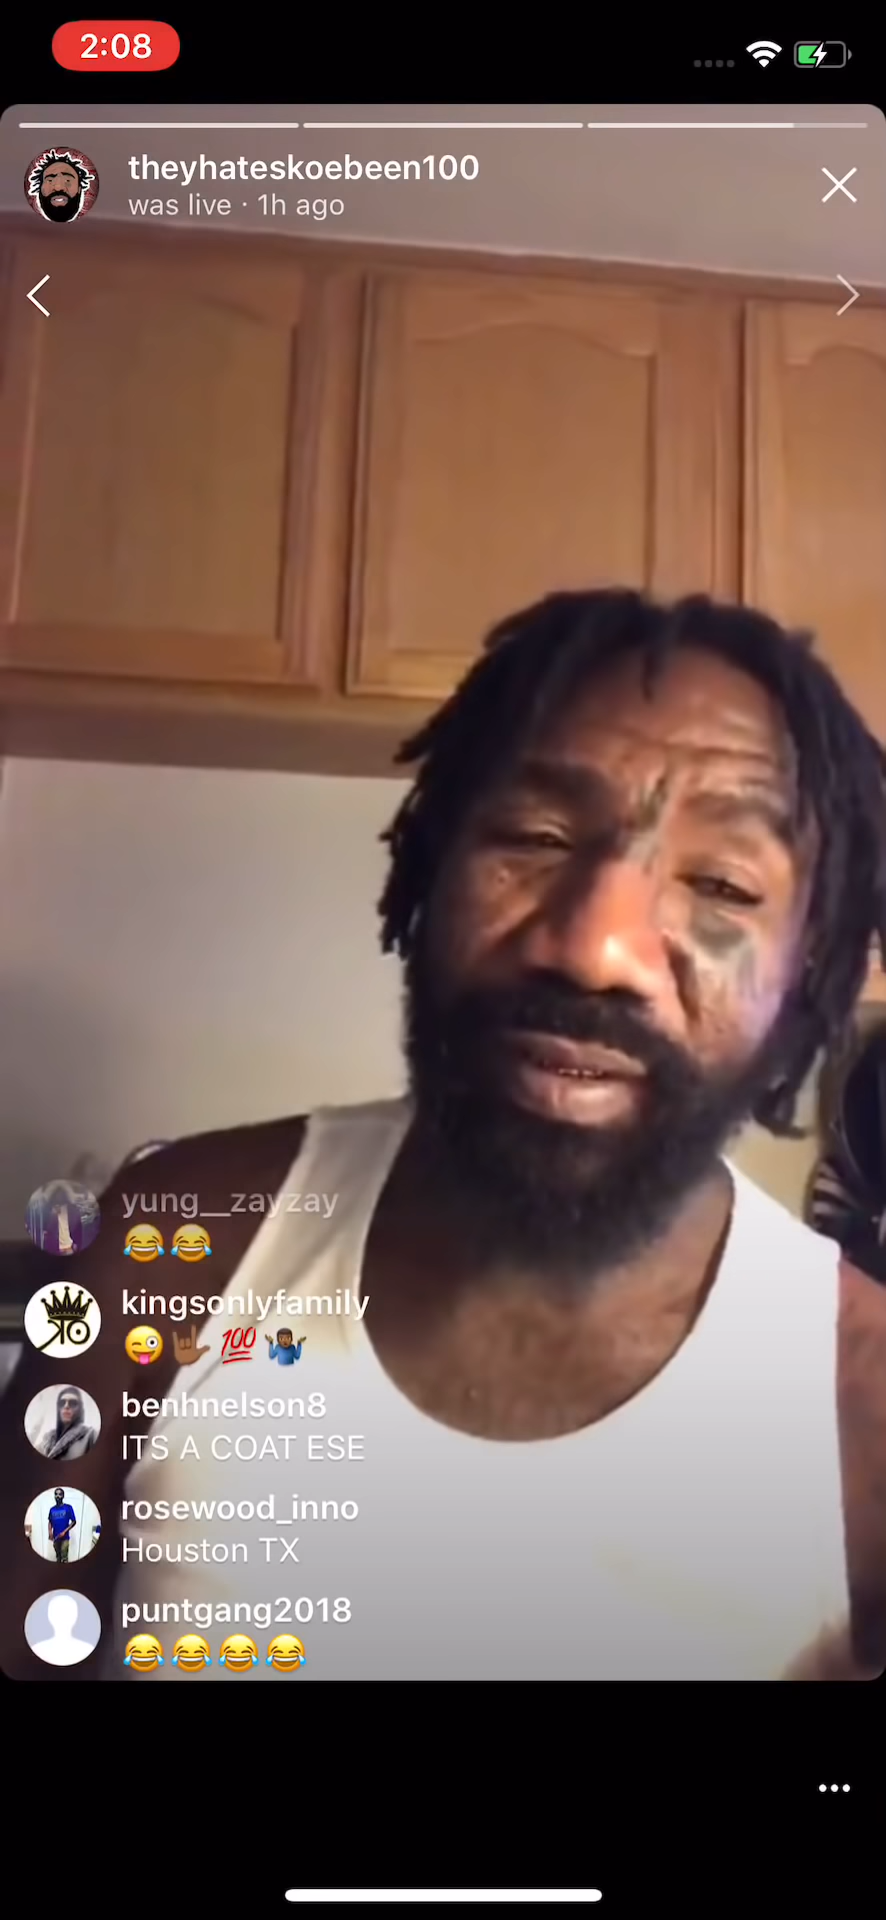 2:08
theyhateskoebeen100
was live · 1h ago
yung__zayzay
😂😂
kingsonlyfamily
😜🤟🏾💯🤷🏾‍♂️
benhnelson8
ITS A COAT ESE
rosewood_inno
Houston TX
puntgang2018
😂😂😂😂